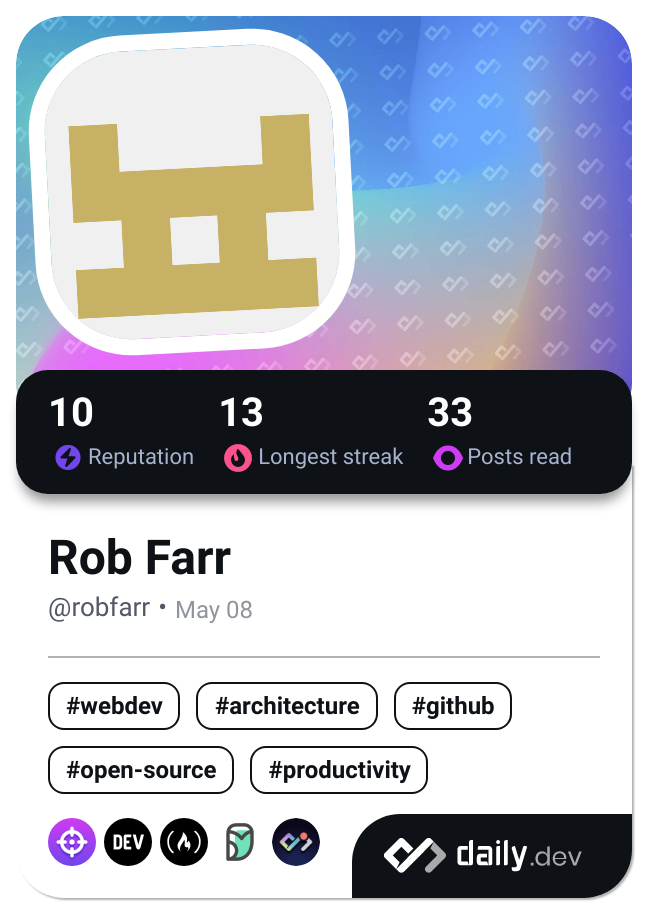 10 13 33
Reputation Longest streak Posts read
Rob Farr
@robfarr • May 08
#webdev #architecture #github
#open-source #productivity
DEV
daily.dev